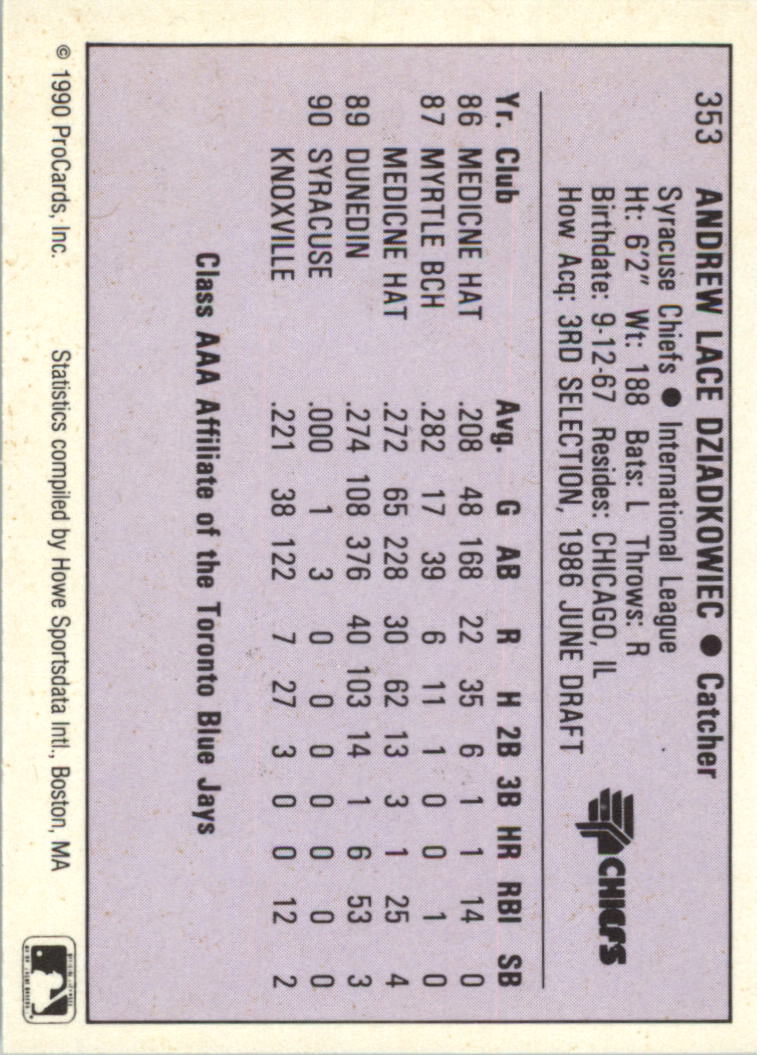 353 ANDREW LACE DZIADKOWIEC ● Catcher
Syracuse Chiefs ● International League
Ht: 6'2" Wt: 188 Bats: L Throws: R
Birthdate: 9-12-67 Resides: CHICAGO, IL
How Acq: 3RD SELECTION, 1986 JUNE DRAFT
CHIEFS
Yr. Club Avg. G AB R H 2B 3B HR RBI SB
86 MEDICNE HAT .208 48 168 22 35 6 1 1 14 0
87 MYRTLE BCH .282 17 39 6 11 1 0 0 1 0
MEDICNE HAT .272 65 228 30 62 13 3 1 25 4
89 DUNEDIN .274 108 376 40 103 14 1 6 53 3
90 SYRACUSE .000 1 3 0 0 0 0 0 0 0
KNOXVILLE .221 38 122 7 27 3 0 0 12 2
Class AAA Affiliate of the Toronto Blue Jays
© 1990 ProCards, Inc. Statistics compiled by Howe Sportsdata Intl., Boston, MA